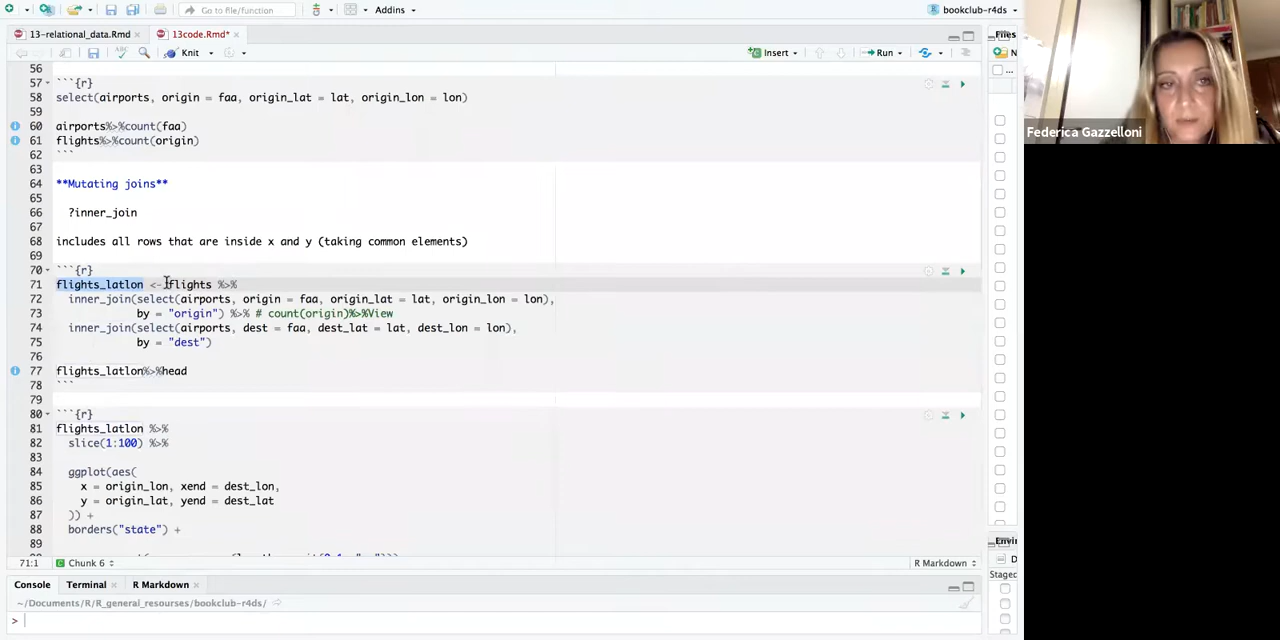 Go to file/function
Addins
bookclub-r4ds
13-relational_data.Rmd
13code.Rmd*
Files
ABC
Knit
Insert
Run
N
...
56
57 ```{r}
58 select(airports, origin = faa, origin_lat = lat, origin_lon = lon)
59
60 airports%>%count(faa)
61 flights%>%count(origin)
62 ```
63
64 **Mutating joins**
65
66 ?inner_join
67
68 includes all rows that are inside x and y (taking common elements)
69
70 ```{r}
71 flights_latlon <- flights %>%
72 inner_join(select(airports, origin = faa, origin_lat = lat, origin_lon = lon),
73 by = "origin") %>% # count(origin)%>%View
74 inner_join(select(airports, dest = faa, dest_lat = lat, dest_lon = lon),
75 by = "dest")
76
77 flights_latlon%>%head
78 ```
79
80 ```{r}
81 flights_latlon %>%
82 slice(1:100) %>%
83
84 ggplot(aes(
85 x = origin_lon, xend = dest_lon,
86 y = origin_lat, yend = dest_lat
87 )) +
88 borders("state") +
89
71:1
Chunk 6
R Markdown
Envir
D
Staged
Console
Terminal
R Markdown
~/Documents/R/R_general_resourses/bookclub-r4ds/
>
Federica Gazzelloni